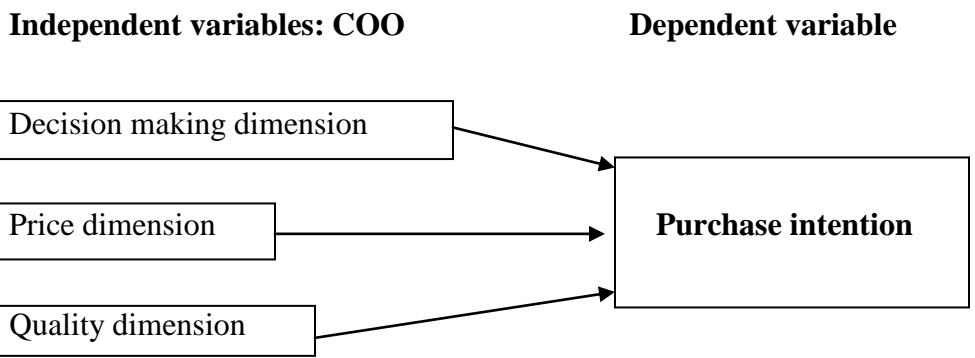 Independent variables: COO
Dependent variable
Decision making dimension
Price dimension
Purchase intention
Quality dimension